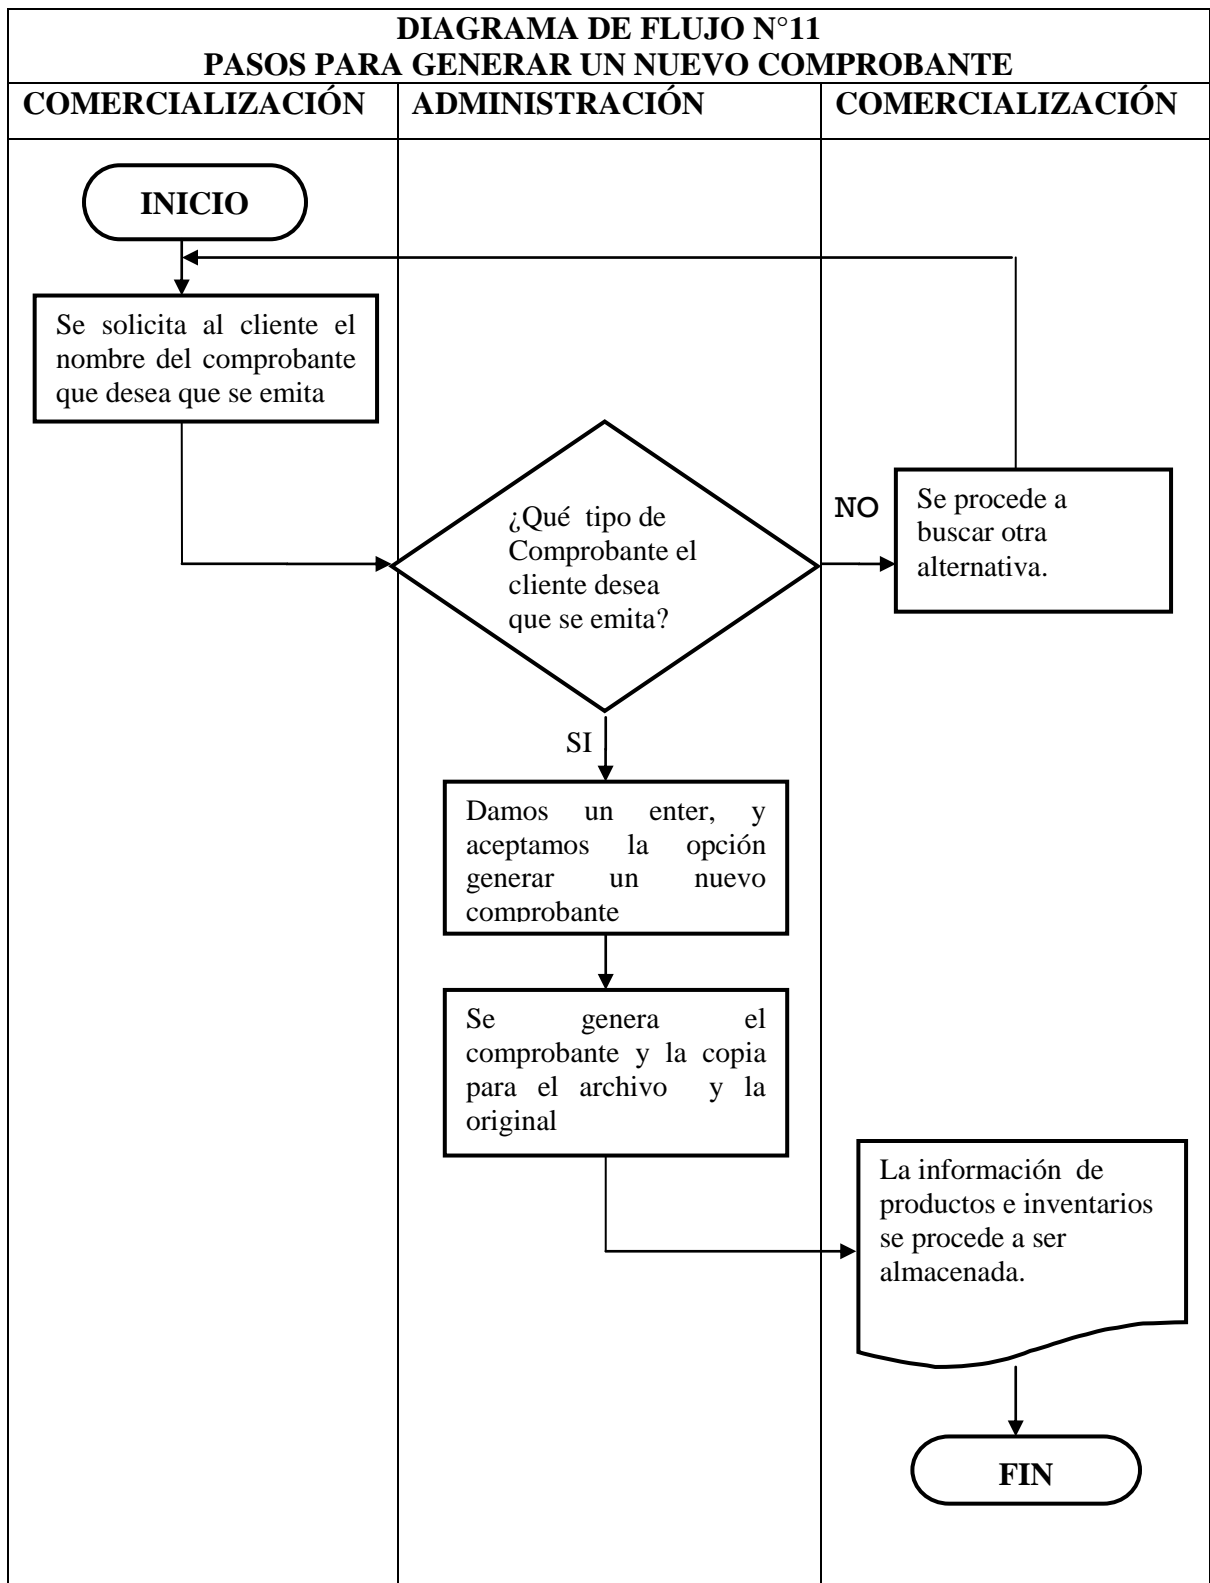 DIAGRAMA DE FLUJO N°11
PASOS PARA GENERAR UN NUEVO COMPROBANTE
COMERCIALIZACIÓN
ADMINISTRACIÓN
COMERCIALIZACIÓN
INICIO
Se solicita al cliente el
nombre del comprobante
que desea que se emita
¿Qué tipo de
Comprobante el
cliente desea
que se emita?
NO
Se procede a
buscar otra
alternativa.
SI
Damos un enter, y
aceptamos la opción
generar un nuevo
comprobante
Se genera el
comprobante y la copia
para el archivo y la
original
La información de
productos e inventarios
se procede a ser
almacenada.
FIN